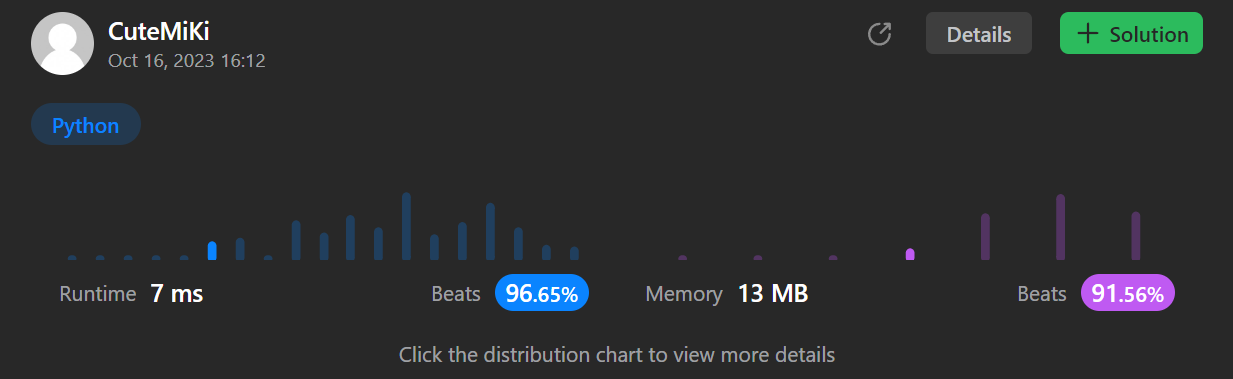 CuteMiKi
Oct 16, 2023 16:12
Details
Solution
Python
Runtime 7 ms Beats 96.65% Memory 13 MB Beats 91.56%
Click the distribution chart to view more details